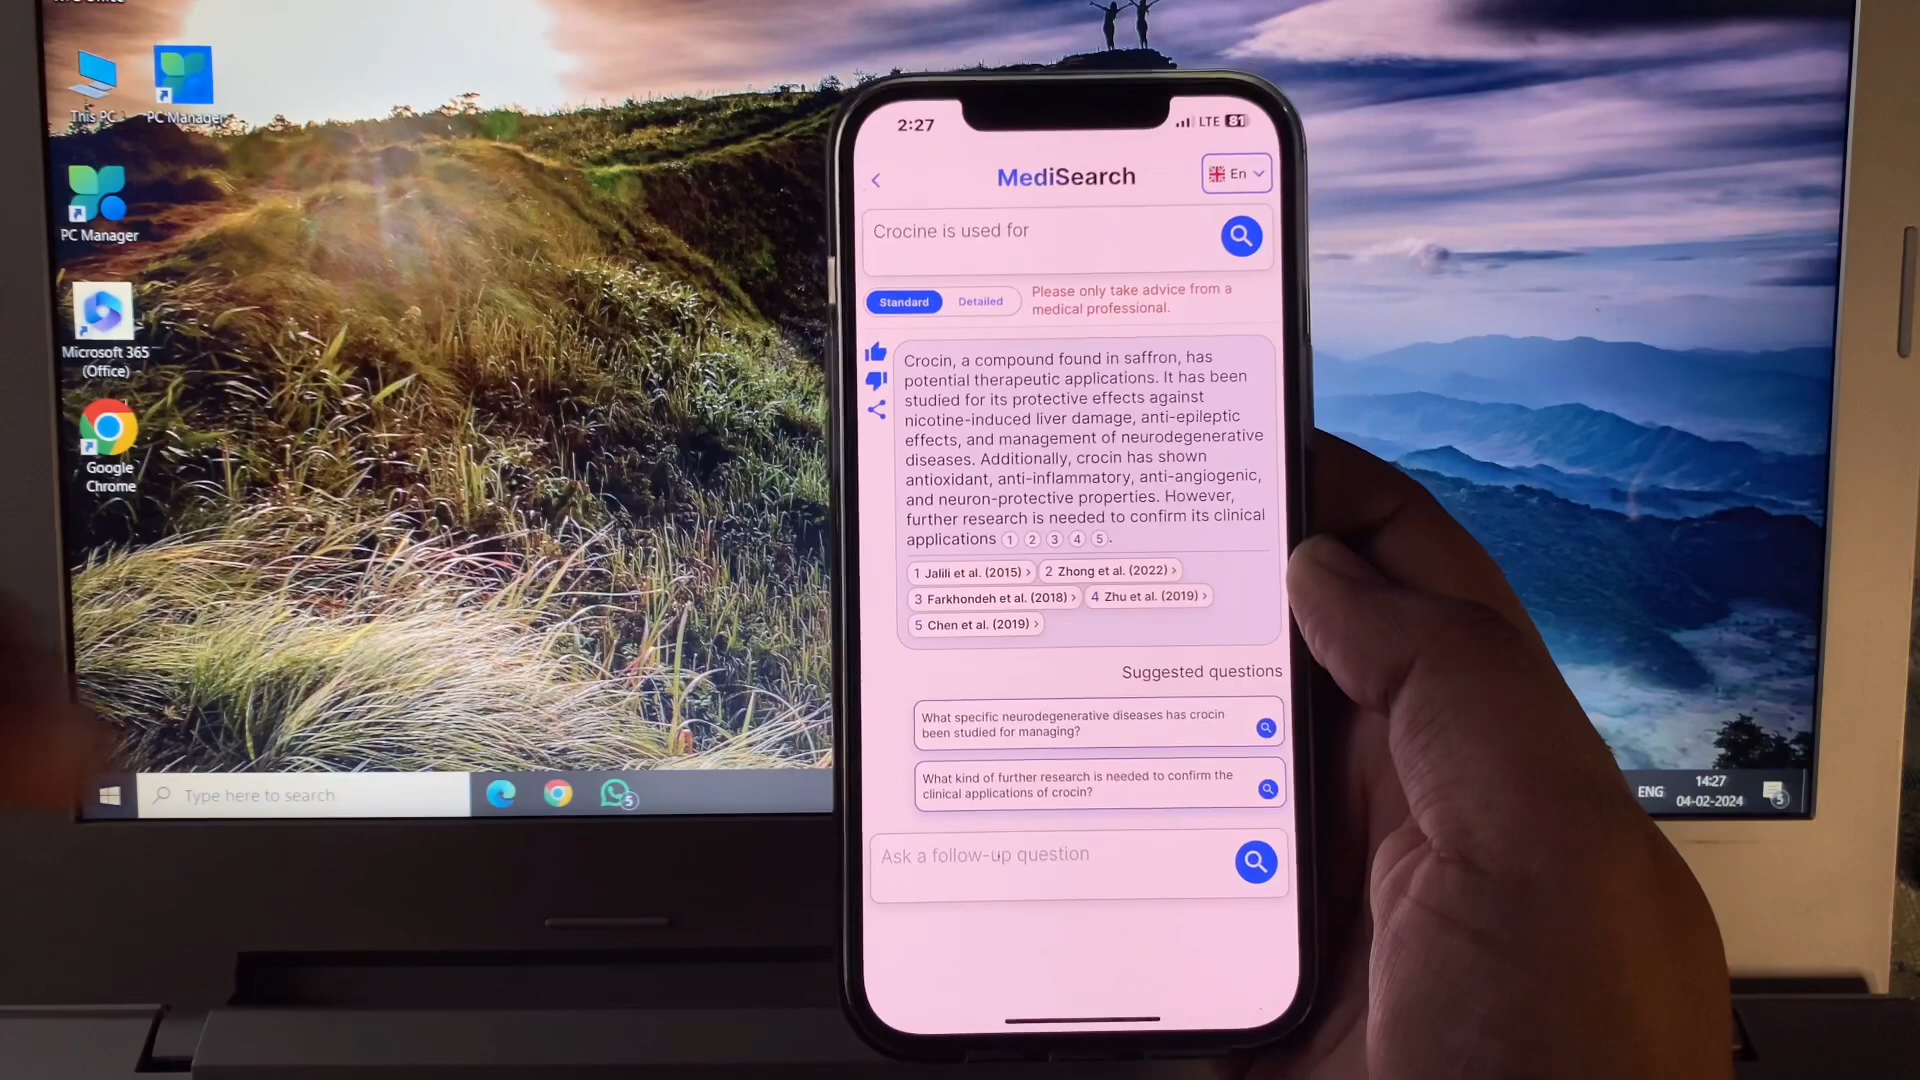 This PC
PC Manager
PC Manager
Microsoft 365
(Office)
Google
Chrome
Type here to search
5
2:27
LTE 81
MediSearch
En
Crocine is used for
Standard
Detailed
Please only take advice from a
medical professional.
Crocin, a compound found in saffron, has
potential therapeutic applications. It has been
studied for its protective effects against
nicotine-induced liver damage, anti-epileptic
effects, and management of neurodegenerative
diseases. Additionally, crocin has shown
antioxidant, anti-inflammatory, anti-angiogenic,
and neuron-protective properties. However,
further research is needed to confirm its clinical
applications 1 2 3 4 5.
1 Jalili et al. (2015) › 2 Zhong et al. (2022) ›
3 Farkhondeh et al. (2018) › 4 Zhu et al. (2019) ›
5 Chen et al. (2019) ›
Suggested questions
What specific neurodegenerative diseases has crocin
been studied for managing?
What kind of further research is needed to confirm the
clinical applications of crocin?
Ask a follow-up question
ENG
14:27
04-02-2024
5